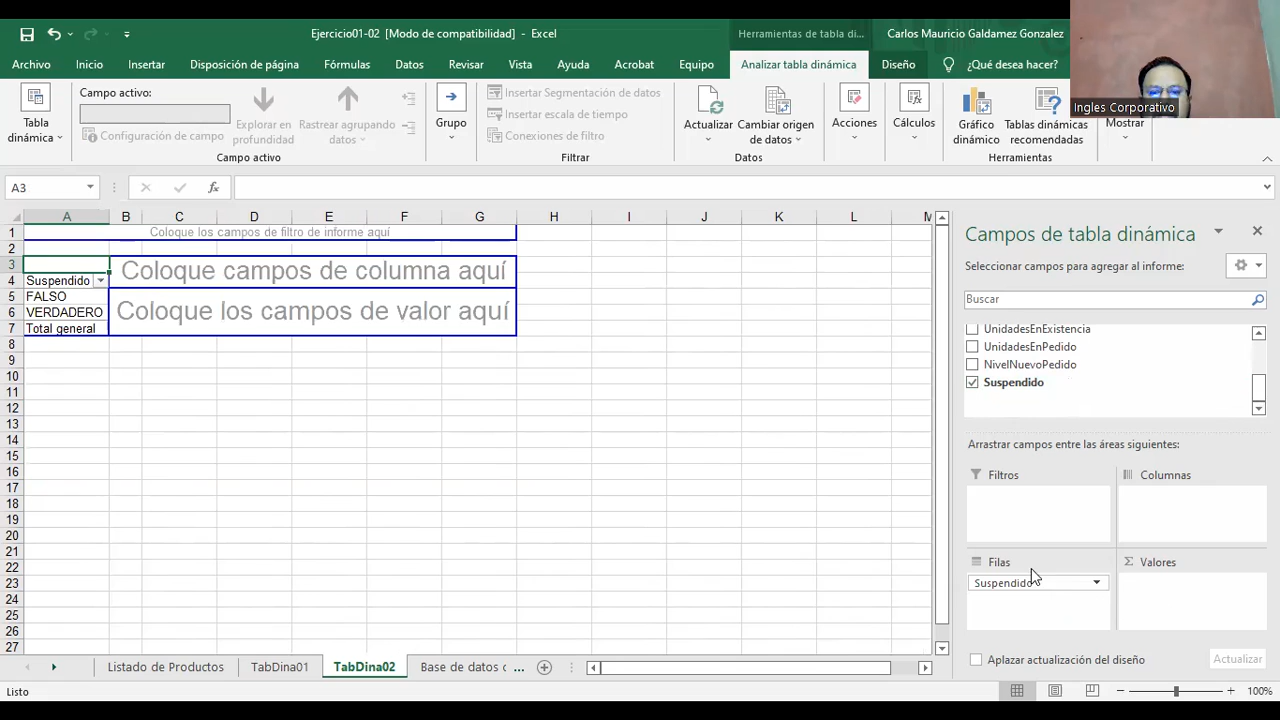 Ejercicio01-02 [Modo de compatibilidad] - Excel
Herramientas de tabla di...
Carlos Mauricio Galdamez Gonzalez
Archivo Inicio Insertar Disposición de página Fórmulas Datos Revisar Vista Ayuda Acrobat Equipo Analizar tabla dinámica Diseño ¿Qué desea hacer?
Ingles Corporativo
Tabla
dinámica
Campo activo:
Configuración de campo
Explorar en
profundidad
Rastrear agrupando
datos
Campo activo
Grupo
Insertar Segmentación de datos
Insertar escala de tiempo
Conexiones de filtro
Filtrar
Actualizar
Cambiar origen
de datos
Datos
Acciones
Cálculos
Gráfico
dinámico
Tablas dinámicas
recomendadas
Herramientas
Mostrar
A3
fx
A B C D E F G H I J K L M
1 Coloque los campos de filtro de informe aquí
2
3 Coloque campos de columna aquí
4 Suspendido
5 FALSO
6 VERDADERO
Coloque los campos de valor aquí
7 Total general
8
9
10
11
12
13
14
15
16
17
18
19
20
21
22
23
24
25
26
27
Campos de tabla dinámica
Seleccionar campos para agregar al informe:
Buscar
UnidadesEnExistencia
UnidadesEnPedido
NivelNuevoPedido
Suspendido
Arrastrar campos entre las áreas siguientes:
Filtros
Columnas
Filas
Σ Valores
Suspendido
Aplazar actualización del diseño
Actualizar
Listado de Productos TabDina01 TabDina02 Base de datos c ...
Listo
100%